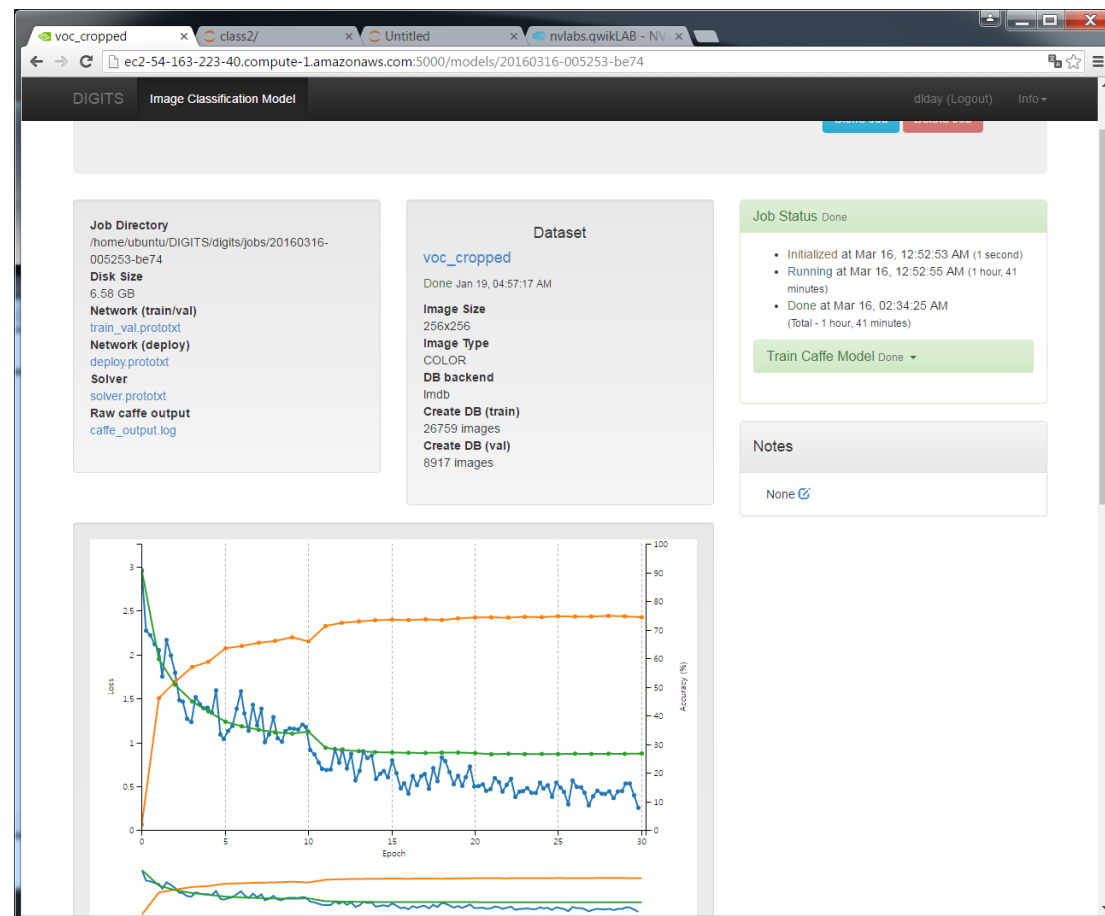 voc_cropped
class2/
Untitled
nvlabs.qwikLAB - NV
ec2-54-163-223-40.compute-1.amazonaws.com:5000/models/20160316-005253-be74
DIGITS Image Classification Model dlday (Logout) Info
Job Directory
/home/ubuntu/DIGITS/digits/jobs/20160316-
005253-be74
Disk Size
6.58 GB
Network (train/val)
train_val.prototxt
Network (deploy)
deploy.prototxt
Solver
solver.prototxt
Raw caffe output
caffe_output.log
Dataset
voc_cropped
Done Jan 19, 04:57:17 AM
Image Size
256x256
Image Type
COLOR
DB backend
lmdb
Create DB (train)
26759 images
Create DB (val)
8917 images
Job Status Done
Initialized at Mar 16, 12:52:53 AM (1 second)
Running at Mar 16, 12:52:55 AM (1 hour, 41
minutes)
Done at Mar 16, 02:34:25 AM
(Total - 1 hour, 41 minutes)
Train Caffe Model Done
Notes
None
3
2.5
2
1.5
1
0.5
0
Loss
0 5 10 15 20 25 30
Epoch
100
90
80
70
60
50
40
30
20
10
0
Accuracy (%)